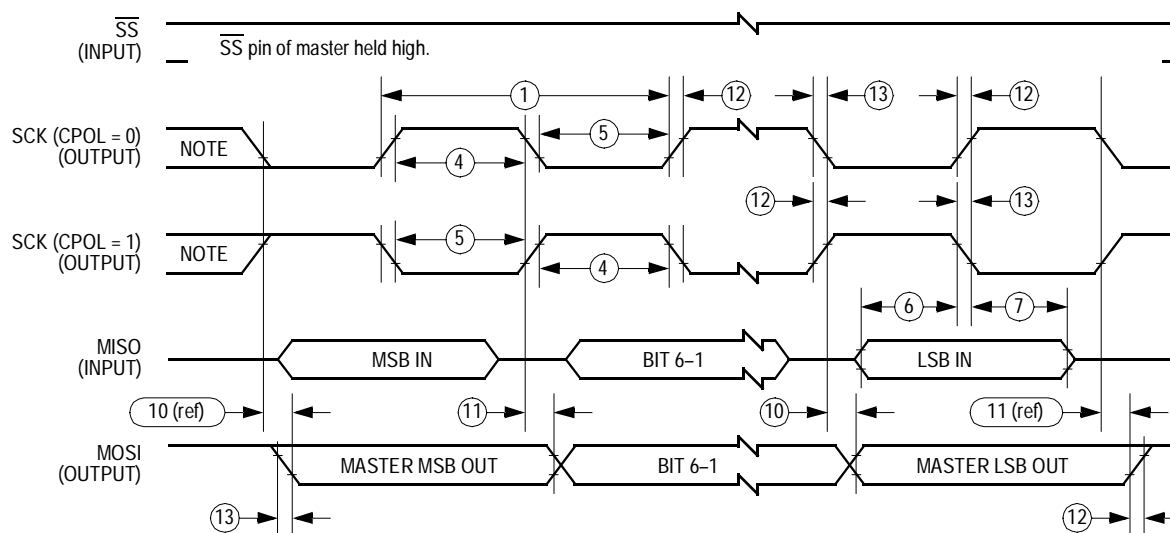 SS
(INPUT)
SS pin of master held high.
1
12
13
12
SCK (CPOL = 0)
(OUTPUT)
NOTE
5
4
12
13
SCK (CPOL = 1)
(OUTPUT)
NOTE
5
4
6
7
MISO
(INPUT)
MSB IN
BIT 6–1
LSB IN
10 (ref)
11
10
11 (ref)
MOSI
(OUTPUT)
MASTER MSB OUT
BIT 6–1
MASTER LSB OUT
13
12